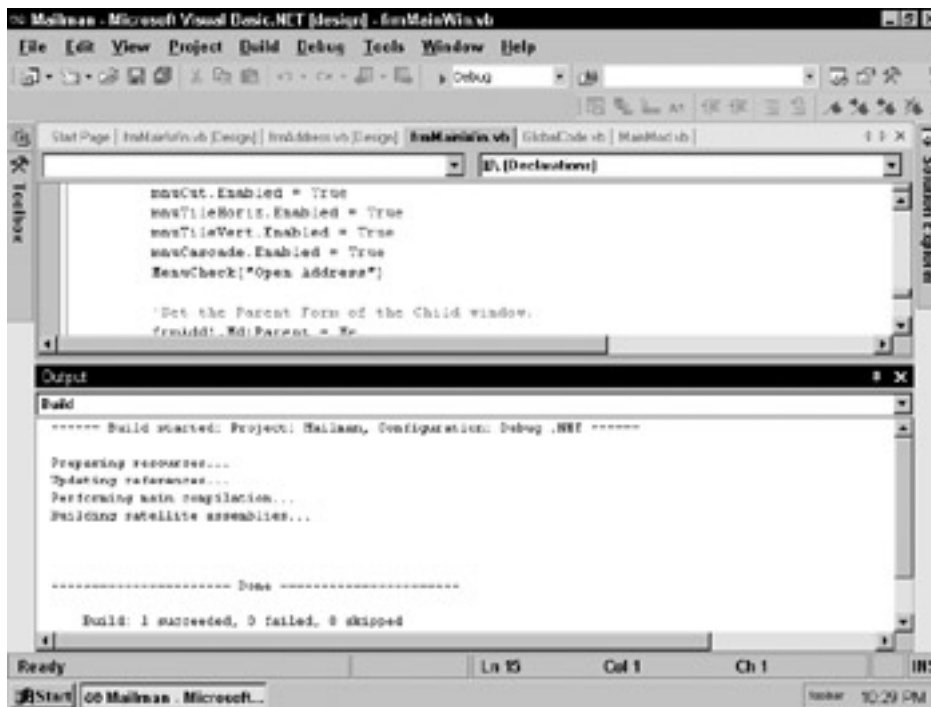 Mailman - Microsoft Visual Basic.NET [design] - frmMainWin.vb
File Edit View Project Build Debug Tools Window Help
Debug
Start Page | frmMainWin.vb [Design] | frmAddress.vb [Design] | frmMainWin.vb | GlobalCode.vb | MainMod.vb
(Declarations)
Toolbox
Solution Explorer
mnuCut.Enabled = True
mnuTileHoriz.Enabled = True
mnuTileVert.Enabled = True
mnuCascade.Enabled = True
MenuCheck("Open Address")
'Set the Parent Form of the Child window.
frmAdd1.MdiParent = Me
Output
Build
------ Build started: Project: Mailman, Configuration: Debug .NET ------
Preparing resources...
Updating references...
Performing main compilation...
Building satellite assemblies...
---------------------- Done ----------------------
Build: 1 succeeded, 0 failed, 0 skipped
Ready Ln 15 Col 1 Ch 1 INS
Start Mailman - Microsoft... 10:29 PM